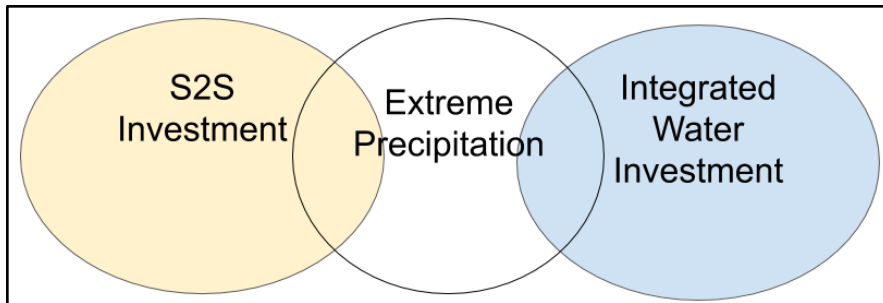 S2S
Investment
Extreme
Precipitation
Integrated
Water
Investment